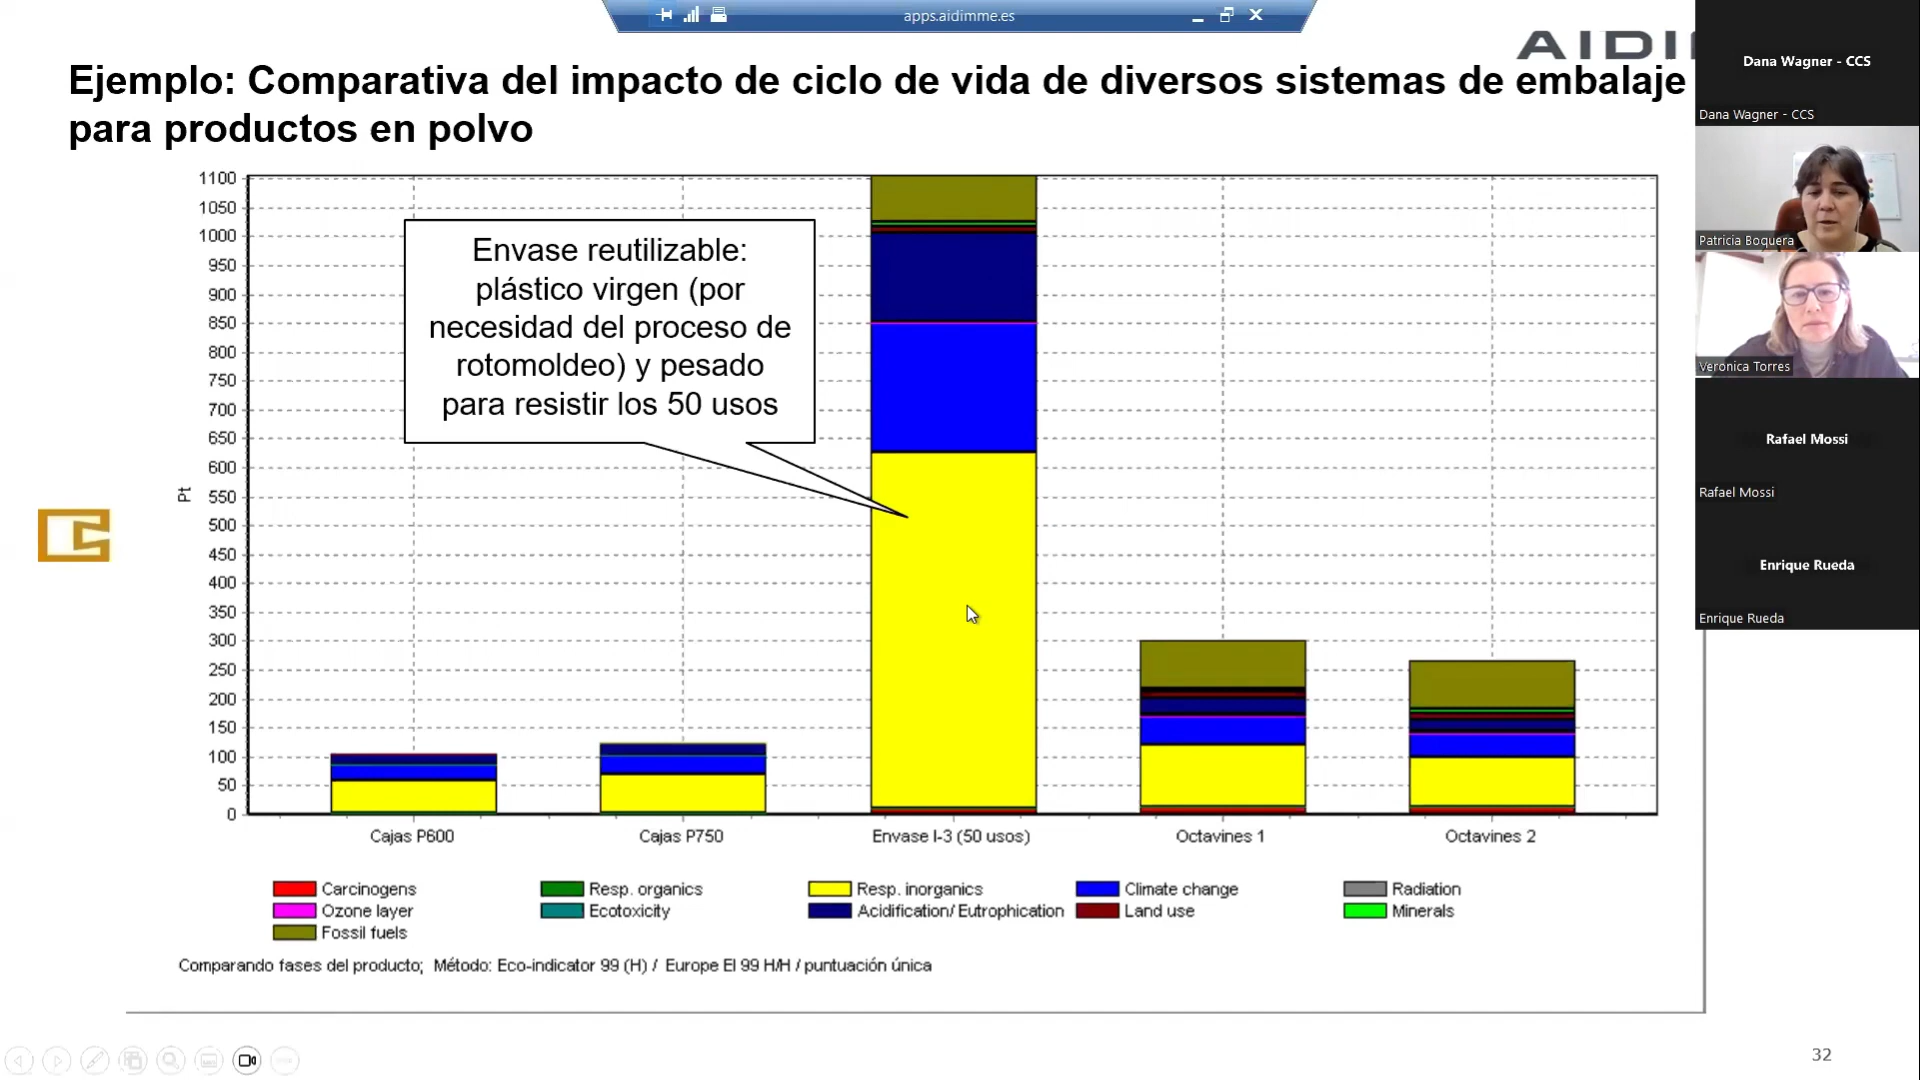 apps.aidimme.es
AIDI
Ejemplo: Comparativa del impacto de ciclo de vida de diversos sistemas de embalaje
para productos en polvo
Dana Wagner - CCS
Dana Wagner - CCS
Patricia Boquera
Veronica Torres
Rafael Mossi
Rafael Mossi
Enrique Rueda
Enrique Rueda
Envase reutilizable:
plástico virgen (por
necesidad del proceso de
rotomoldeo) y pesado
para resistir los 50 usos
1100
1050
1000
950
900
850
800
750
700
650
600
550
500
450
400
350
300
250
200
150
100
50
0
Pt
Cajas P600 Cajas P750 Envase I-3 (50 usos) Octavines 1 Octavines 2
Carcinogens Resp. organics Resp. inorganics Climate change Radiation
Ozone layer Ecotoxicity Acidification/ Eutrophication Land use Minerals
Fossil fuels
Comparando fases del producto; Método: Eco-indicator 99 (H) / Europe EI 99 H/H / puntuación única
32